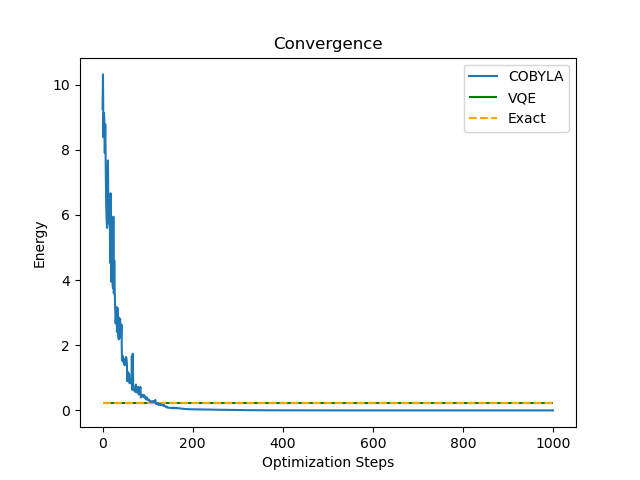 Convergence
COBYLA
VQE
Exact
Energy
10
8
6
4
2
0
0 200 400 600 800 1000
Optimization Steps